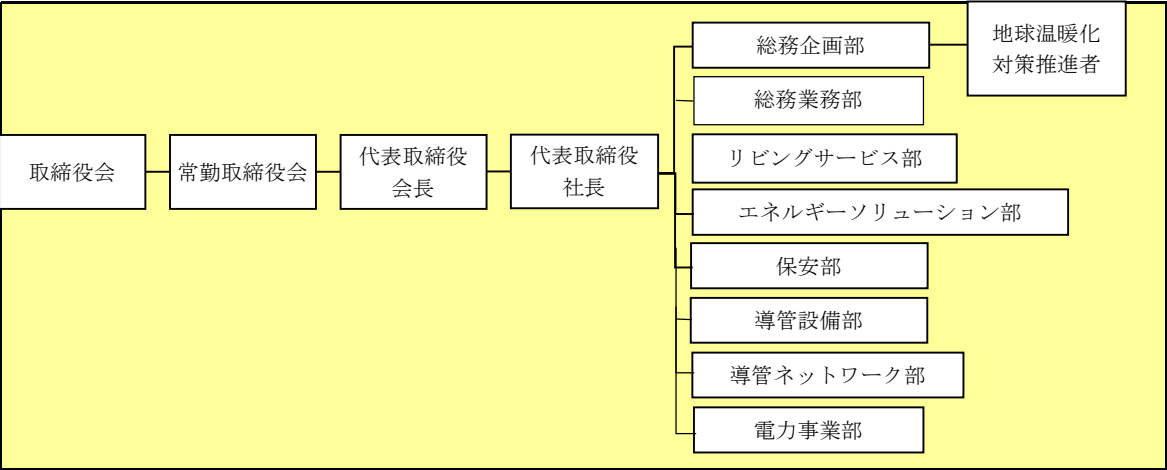 取締役会
常勤取締役会
代表取締役
会長
代表取締役
社長
総務企画部
地球温暖化
対策推進者
総務業務部
リビングサービス部
エネルギーソリューション部
保安部
導管設備部
導管ネットワーク部
電力事業部